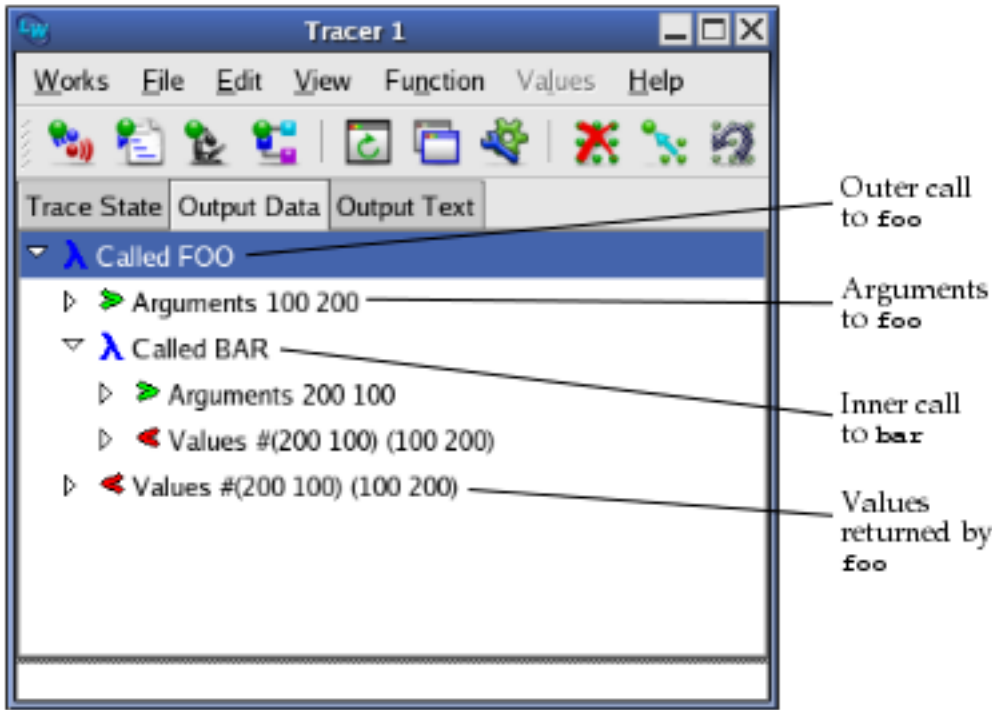 LW
Tracer 1
Works File Edit View Function Values Help
Trace State Output Data Output Text
λ Called FOO
Arguments 100 200
λ Called BAR
Arguments 200 100
Values #(200 100) (100 200)
Values #(200 100) (100 200)
Outer call
to foo
Arguments
to foo
Inner call
to bar
Values
returned by
foo